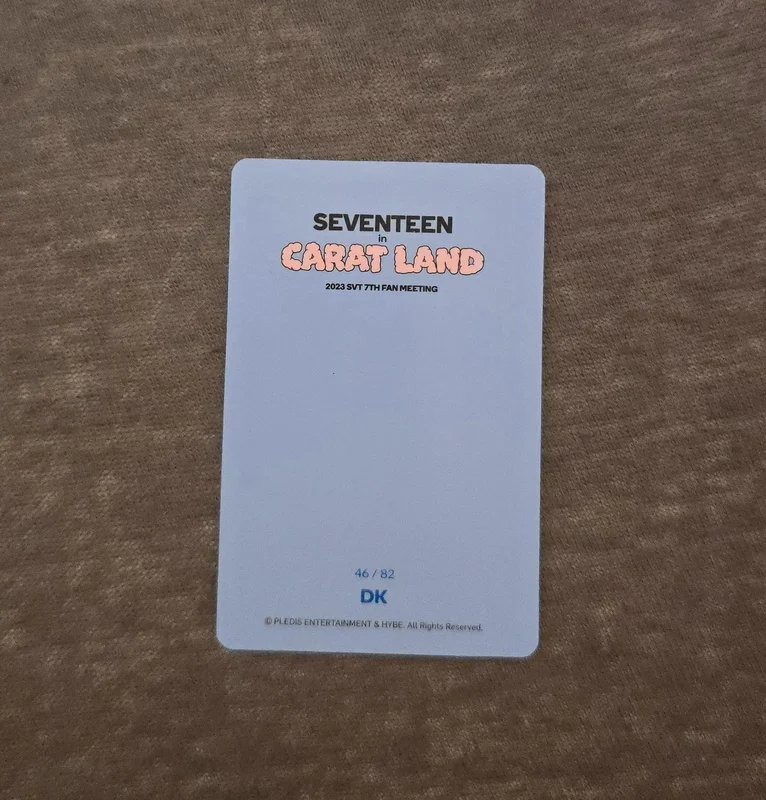 SEVENTEEN
in
CARAT LAND
2023 SVT 7TH FAN MEETING
46 / 82
DK
© PLEDIS ENTERTAINMENT & HYBE. All Rights Reserved.